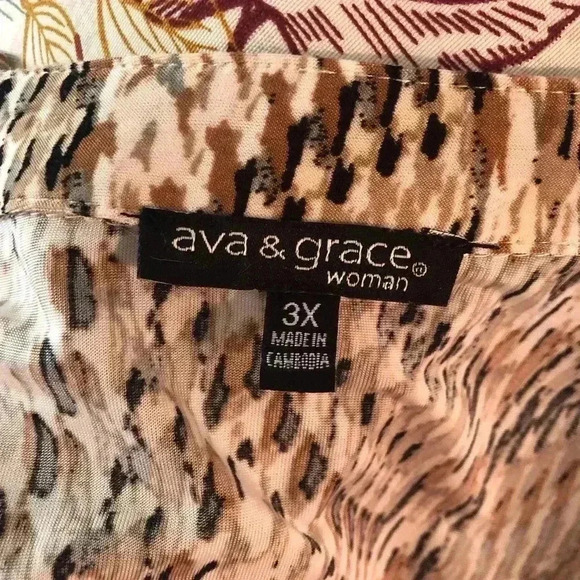 ava & grace®
woman
3X
MADE IN
CAMBODIA